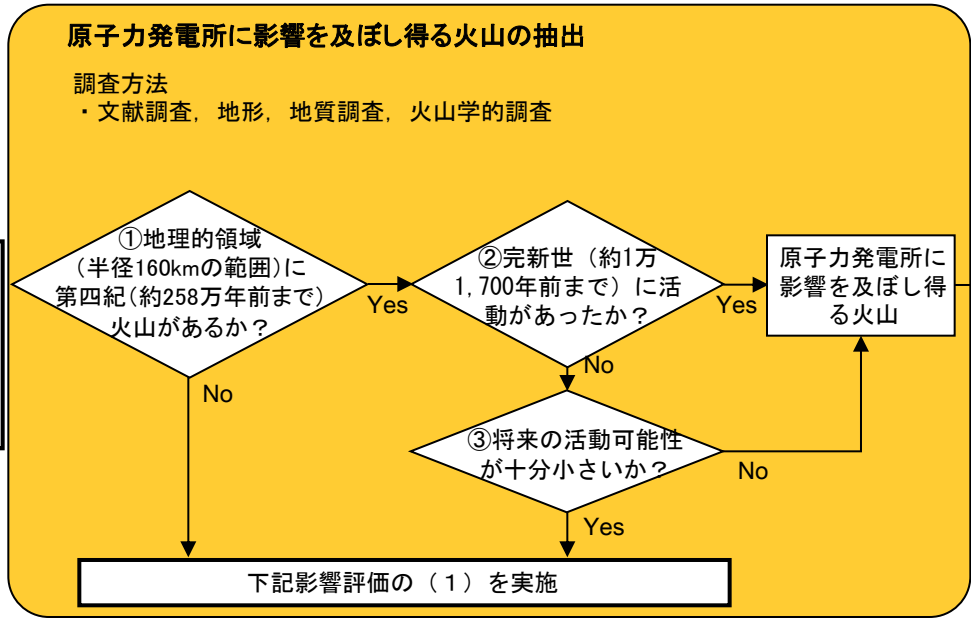 原子力発電所に影響を及ぼし得る火山の抽出
調査方法
・文献調査，地形，地質調査，火山学的調査
①地理的領域
（半径160kmの範囲）に
第四紀（約258万年前まで）
火山があるか？
Yes
No
②完新世（約1万
1,700年前まで）に活
動があったか？
Yes
No
原子力発電所に
影響を及ぼし得
る火山
③将来の活動可能性
が十分小さいか？
No
Yes
下記影響評価の（１）を実施